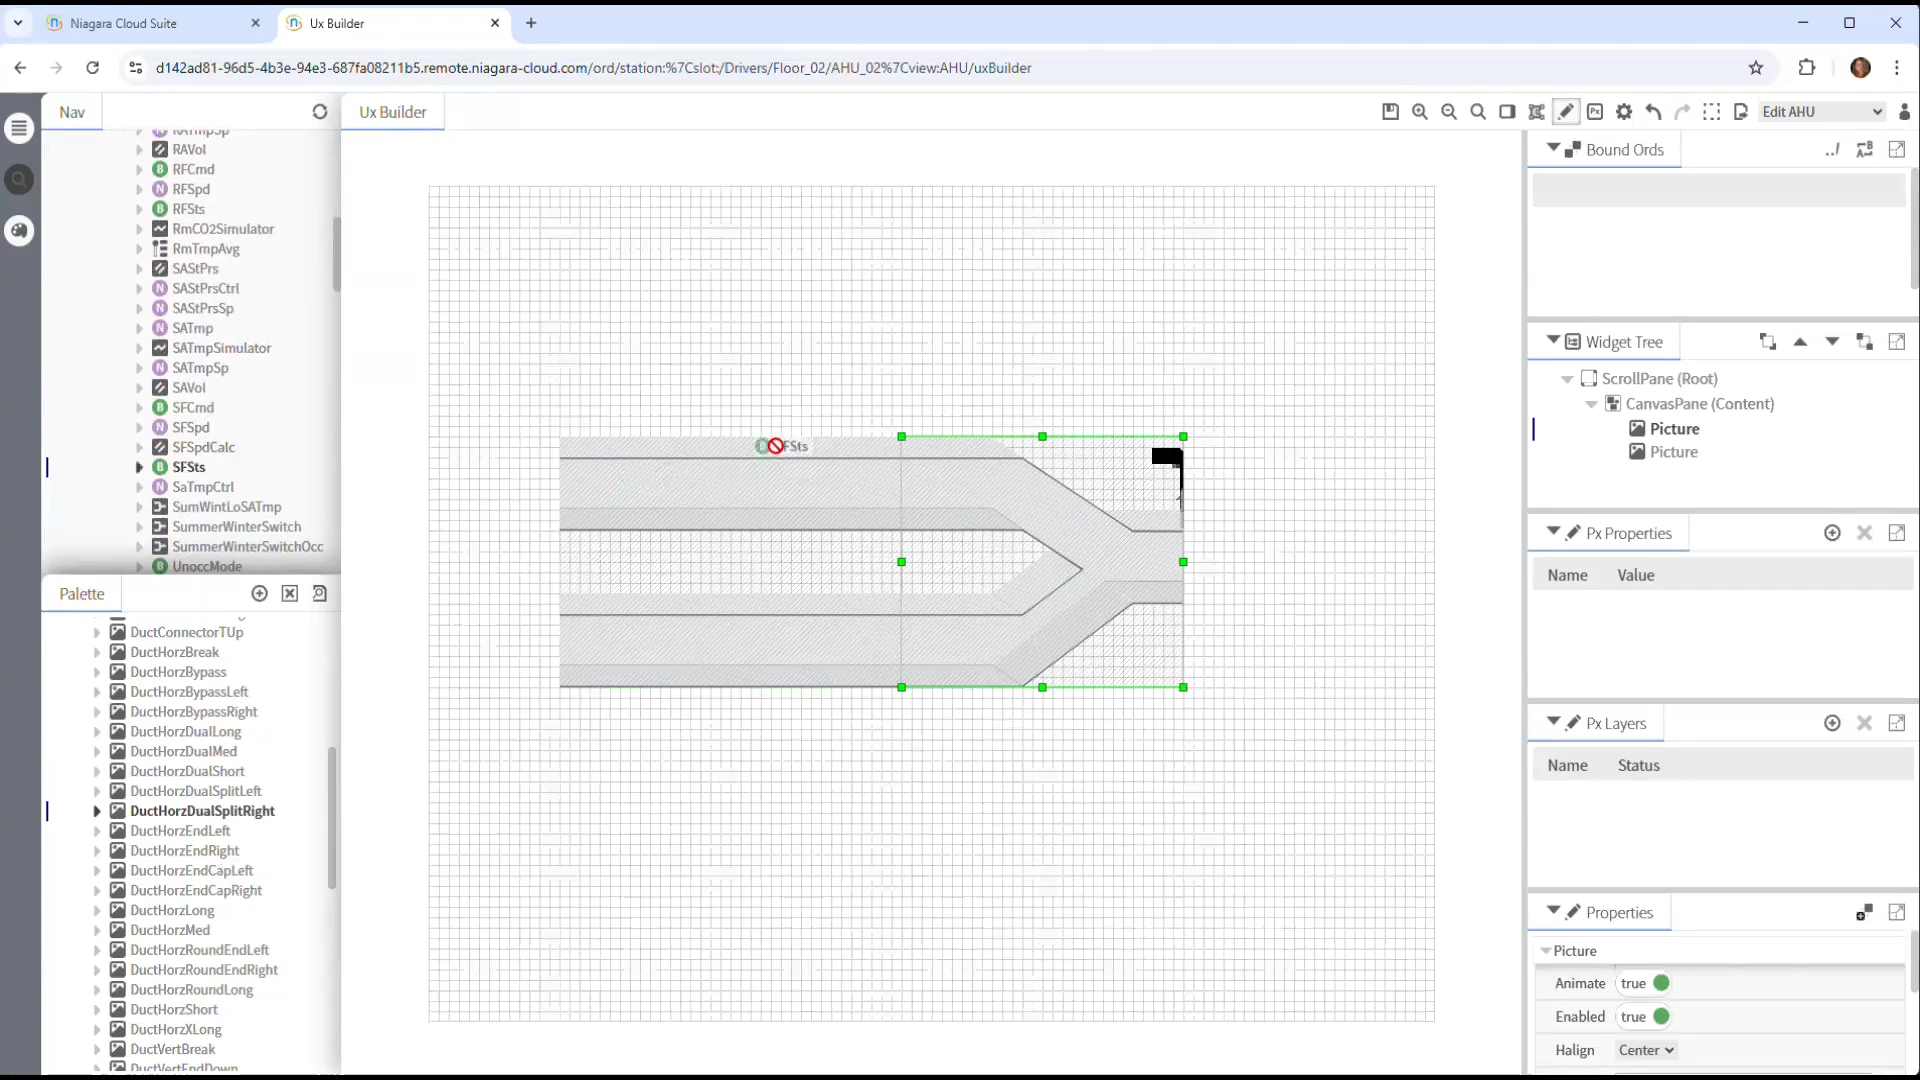 Niagara Cloud Suite
Ux Builder
d142ad81-96d5-4b3e-94e3-687fa08211b5.remote.niagara-cloud.com/ord/station:%7Cslot:/Drivers/Floor_02/AHU_02%7Cview:AHU/uxBuilder
Nav
Ux Builder
Edit AHU
RATmpSp
RAVol
RFCmd
RFSpd
RFSts
RmCO2Simulator
RmTmpAvg
SAStPrs
SAStPrsCtrl
SAStPrsSp
SATmp
SATmpSimulator
SATmpSp
SAVol
SFCmd
SFSpd
SFSpdCalc
SFSts
SaTmpCtrl
SumWintLoSATmp
SummerWinterSwitch
SummerWinterSwitchOcc
UnoccMode
Palette
DuctConnectorTUp
DuctHorzBreak
DuctHorzBypass
DuctHorzBypassLeft
DuctHorzBypassRight
DuctHorzDualLong
DuctHorzDualMed
DuctHorzDualShort
DuctHorzDualSplitLeft
DuctHorzDualSplitRight
DuctHorzEndLeft
DuctHorzEndRight
DuctHorzEndCapLeft
DuctHorzEndCapRight
DuctHorzLong
DuctHorzMed
DuctHorzRoundEndLeft
DuctHorzRoundEndRight
DuctHorzRoundLong
DuctHorzShort
DuctHorzXLong
DuctVertBreak
DuctVertEndDown
FSts
Bound Ords
Widget Tree
ScrollPane (Root)
CanvasPane (Content)
Picture
Picture
Px Properties
Name Value
Px Layers
Name Status
Properties
Picture
Animate true
Enabled true
Halign Center